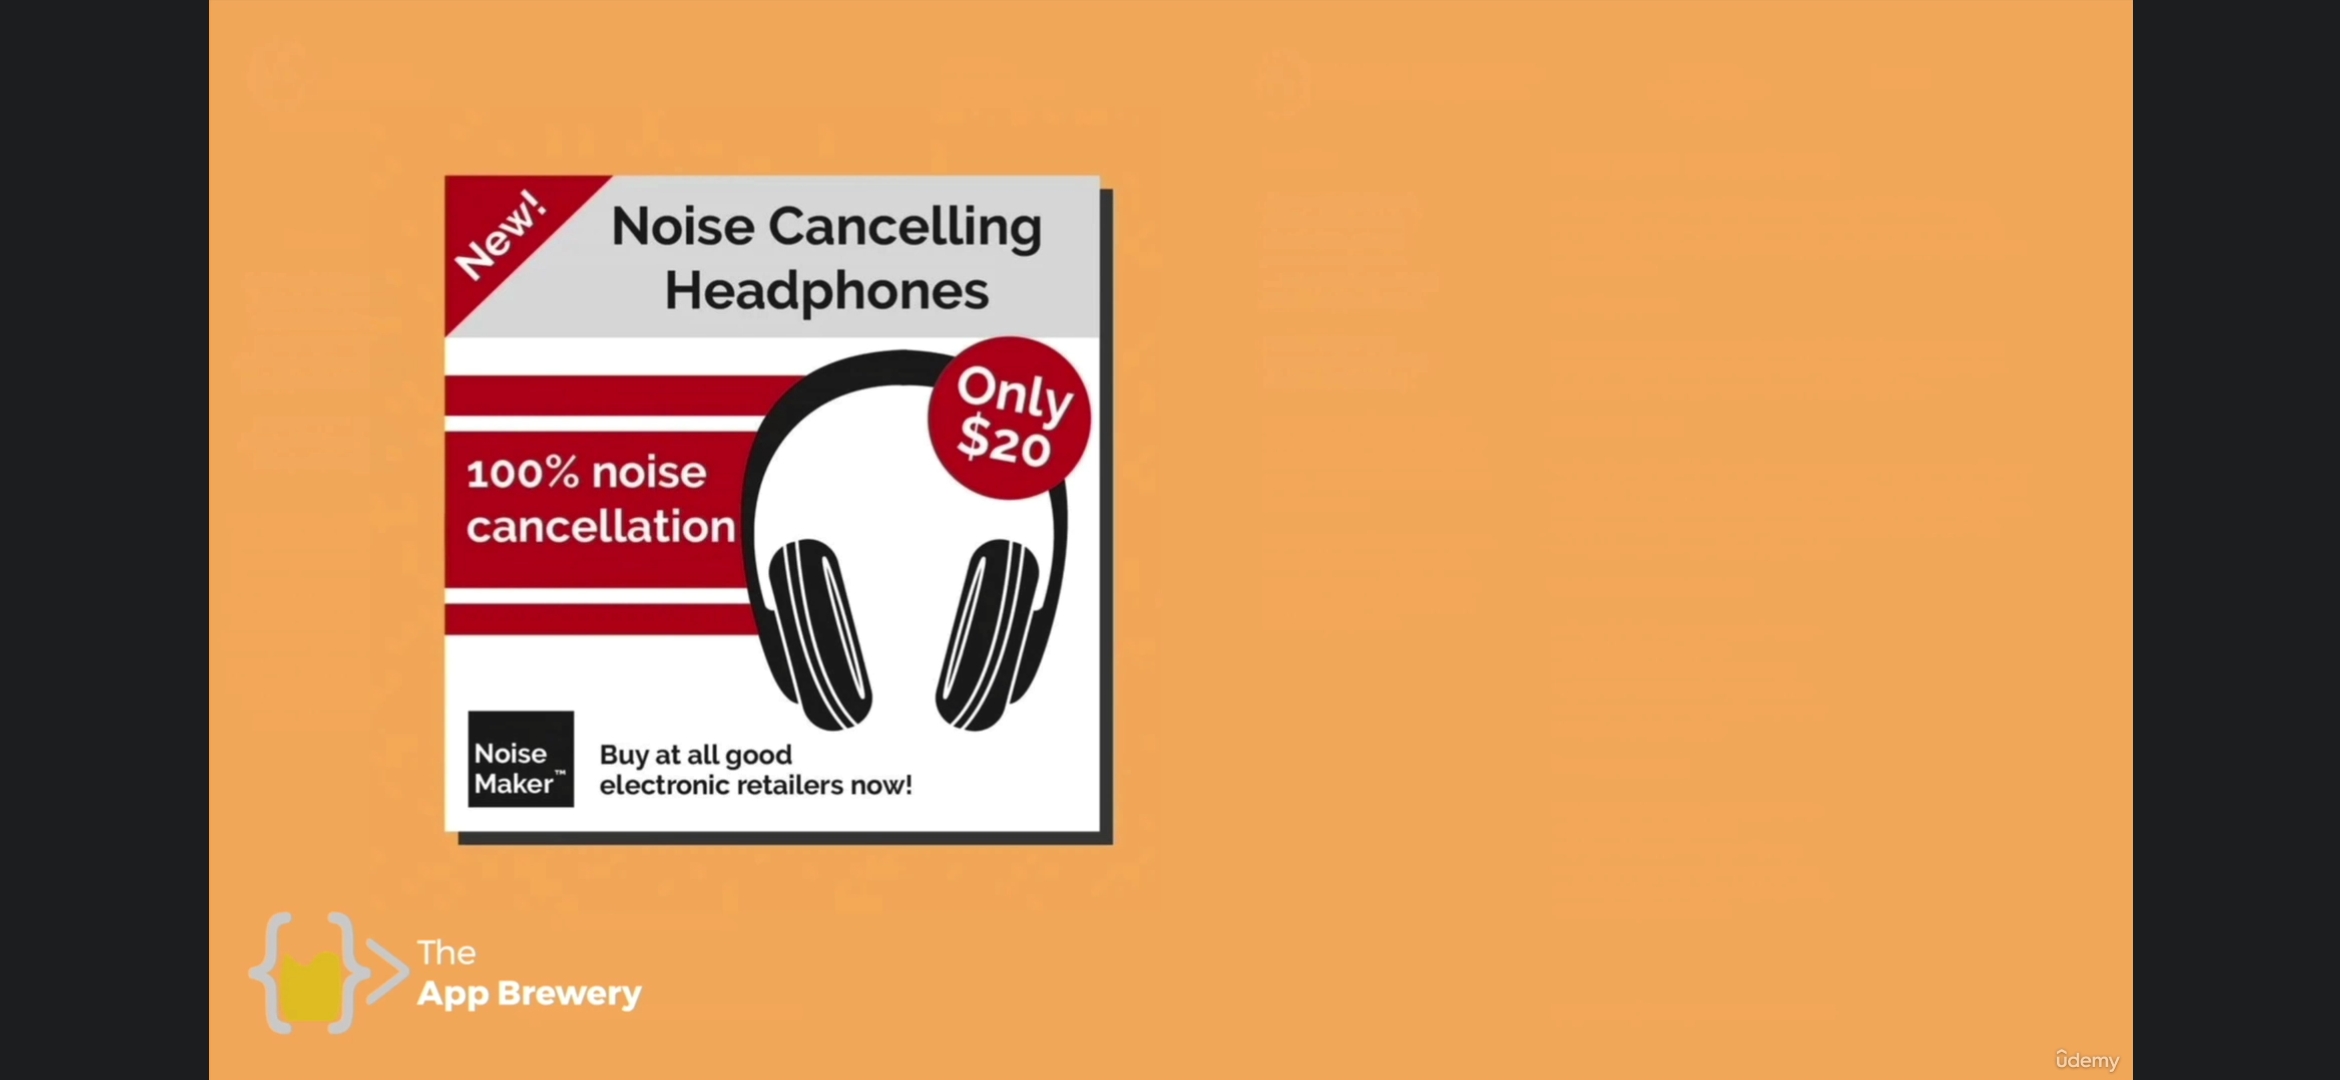 New!
Noise Cancelling
Headphones
Only
$20
100% noise
cancellation
Noise
Maker™
Buy at all good
electronic retailers now!
The
App Brewery
ûdemy